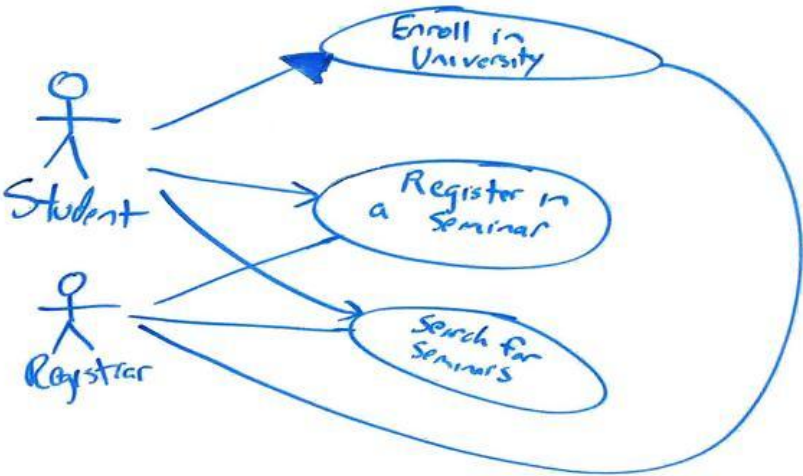 Enroll in
University
Student
Register in
a Seminar
Registrar
Search for
Seminars